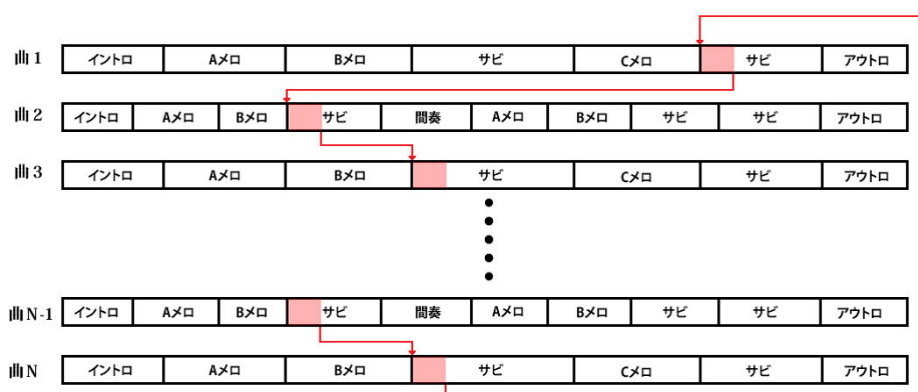 曲1 イントロ Aメロ Bメロ サビ Cメロ サビ アウトロ
曲2 イントロ Aメロ Bメロ サビ 間奏 Aメロ Bメロ サビ サビ アウトロ
曲3 イントロ Aメロ Bメロ サビ Cメロ サビ アウトロ
曲N-1 イントロ Aメロ Bメロ サビ 間奏 Aメロ Bメロ サビ サビ アウトロ
曲N イントロ Aメロ Bメロ サビ Cメロ サビ アウトロ